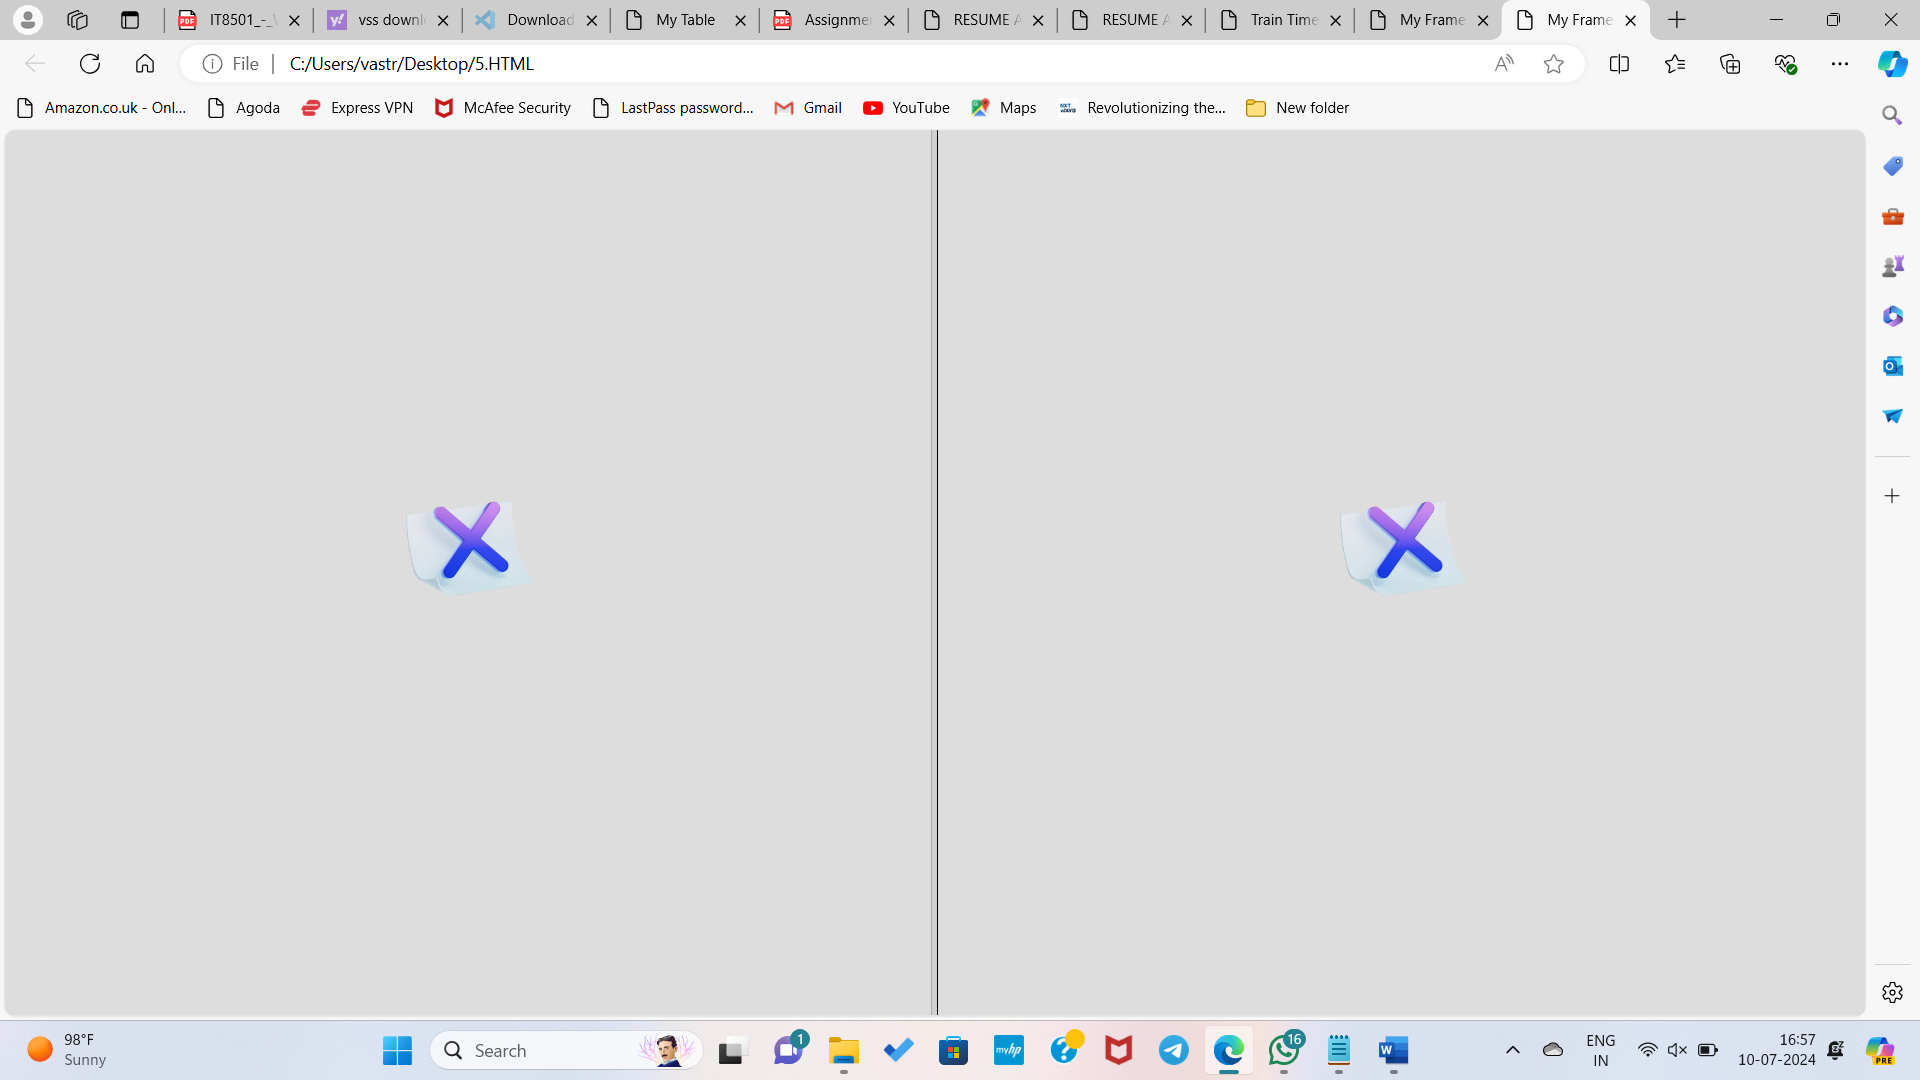 IT8501_-_
vss downl
Download
My Table
Assignme
RESUME A
RESUME A
Train Time
My Frame
My Frame
File
C:/Users/vastr/Desktop/5.HTML
Amazon.co.uk - Onl...
Agoda
Express VPN
McAfee Security
LastPass password...
Gmail
YouTube
Maps
Revolutionizing the...
New folder
98°F
Sunny
Search
1
myhp
16
ENG
IN
16:57
10-07-2024
PRE